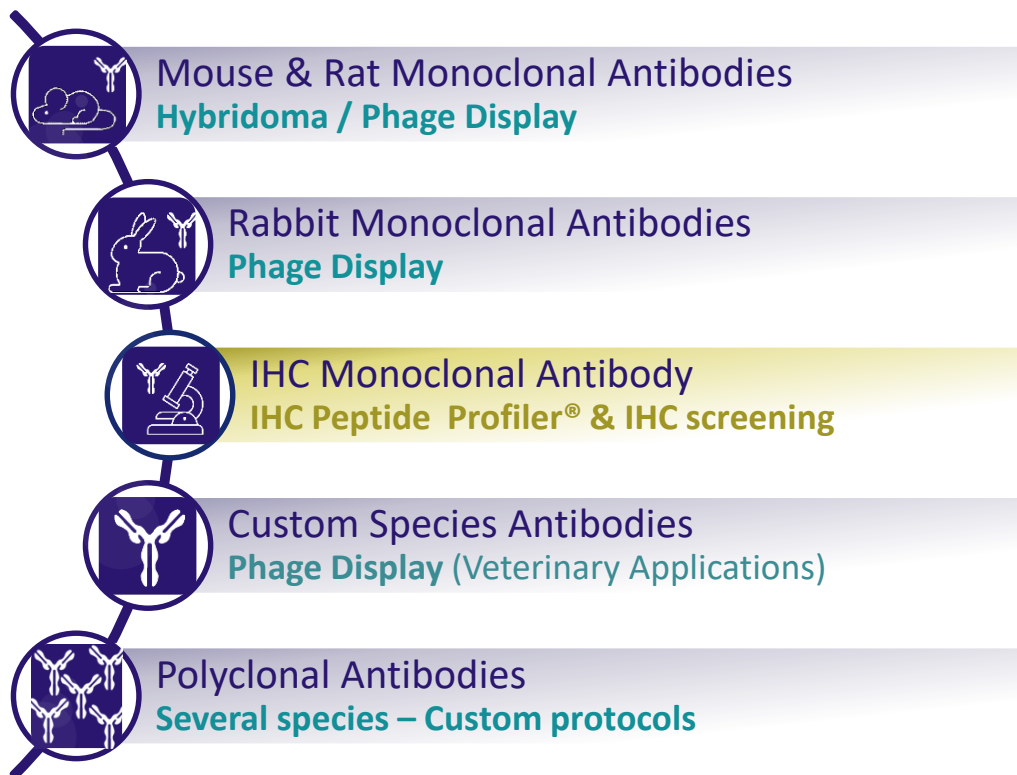 Mouse & Rat Monoclonal Antibodies
Hybridoma / Phage Display
Rabbit Monoclonal Antibodies
Phage Display
IHC Monoclonal Antibody
IHC Peptide  Profiler® & IHC screening
Custom Species Antibodies
Phage Display (Veterinary Applications)
Polyclonal Antibodies
Several species – Custom protocols